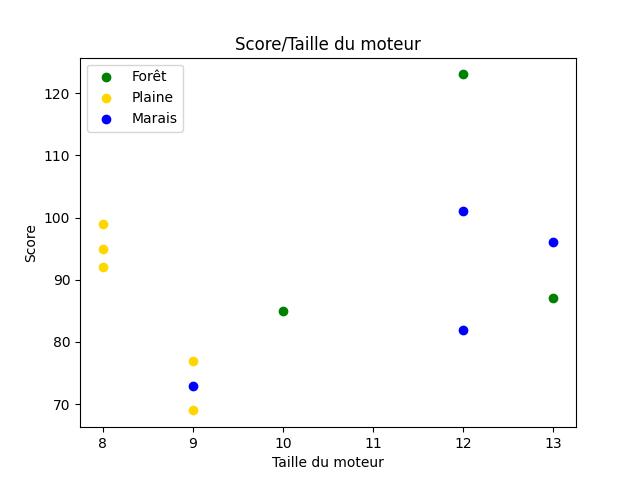 Score/Taille du moteur
Forêt
Plaine
Marais
120
110
100
90
80
70
Score
8 9 10 11 12 13
Taille du moteur